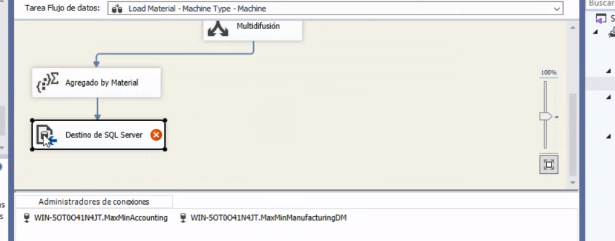 Buscar
Tarea Flujo de datos: Load Material - Machine Type - Machine
S
Multidifusión
Agregado by Material
100%
Destino de SQL Server
Administradores de conexiones
WIN-5OT0O41N4JT.MaxMinAccounting WIN-5OT0O41N4JT.MaxMinManufacturingDM
s